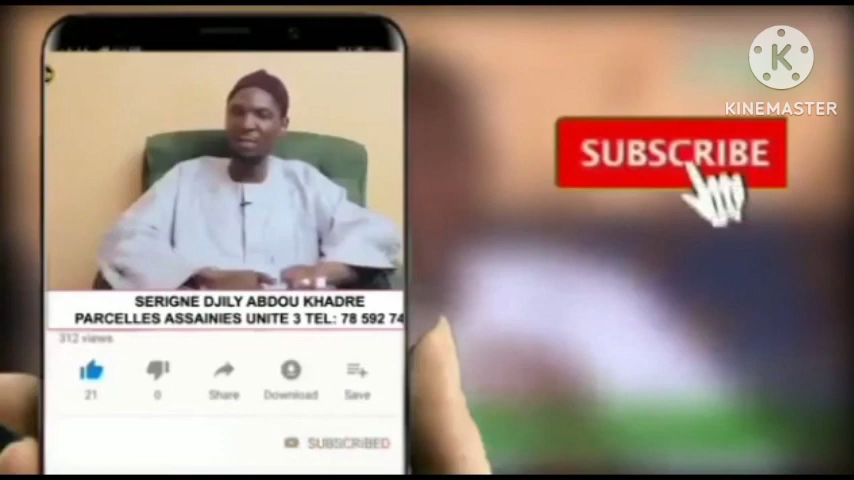 K
KINEMASTER
SUBSCRIBE
SERIGNE DJILY ABDOU KHADRE
PARCELLES ASSAINIES UNITE 3 TEL: 78 592 74
312 views
21
0
Share
Download
Save
SUBSCRIBED